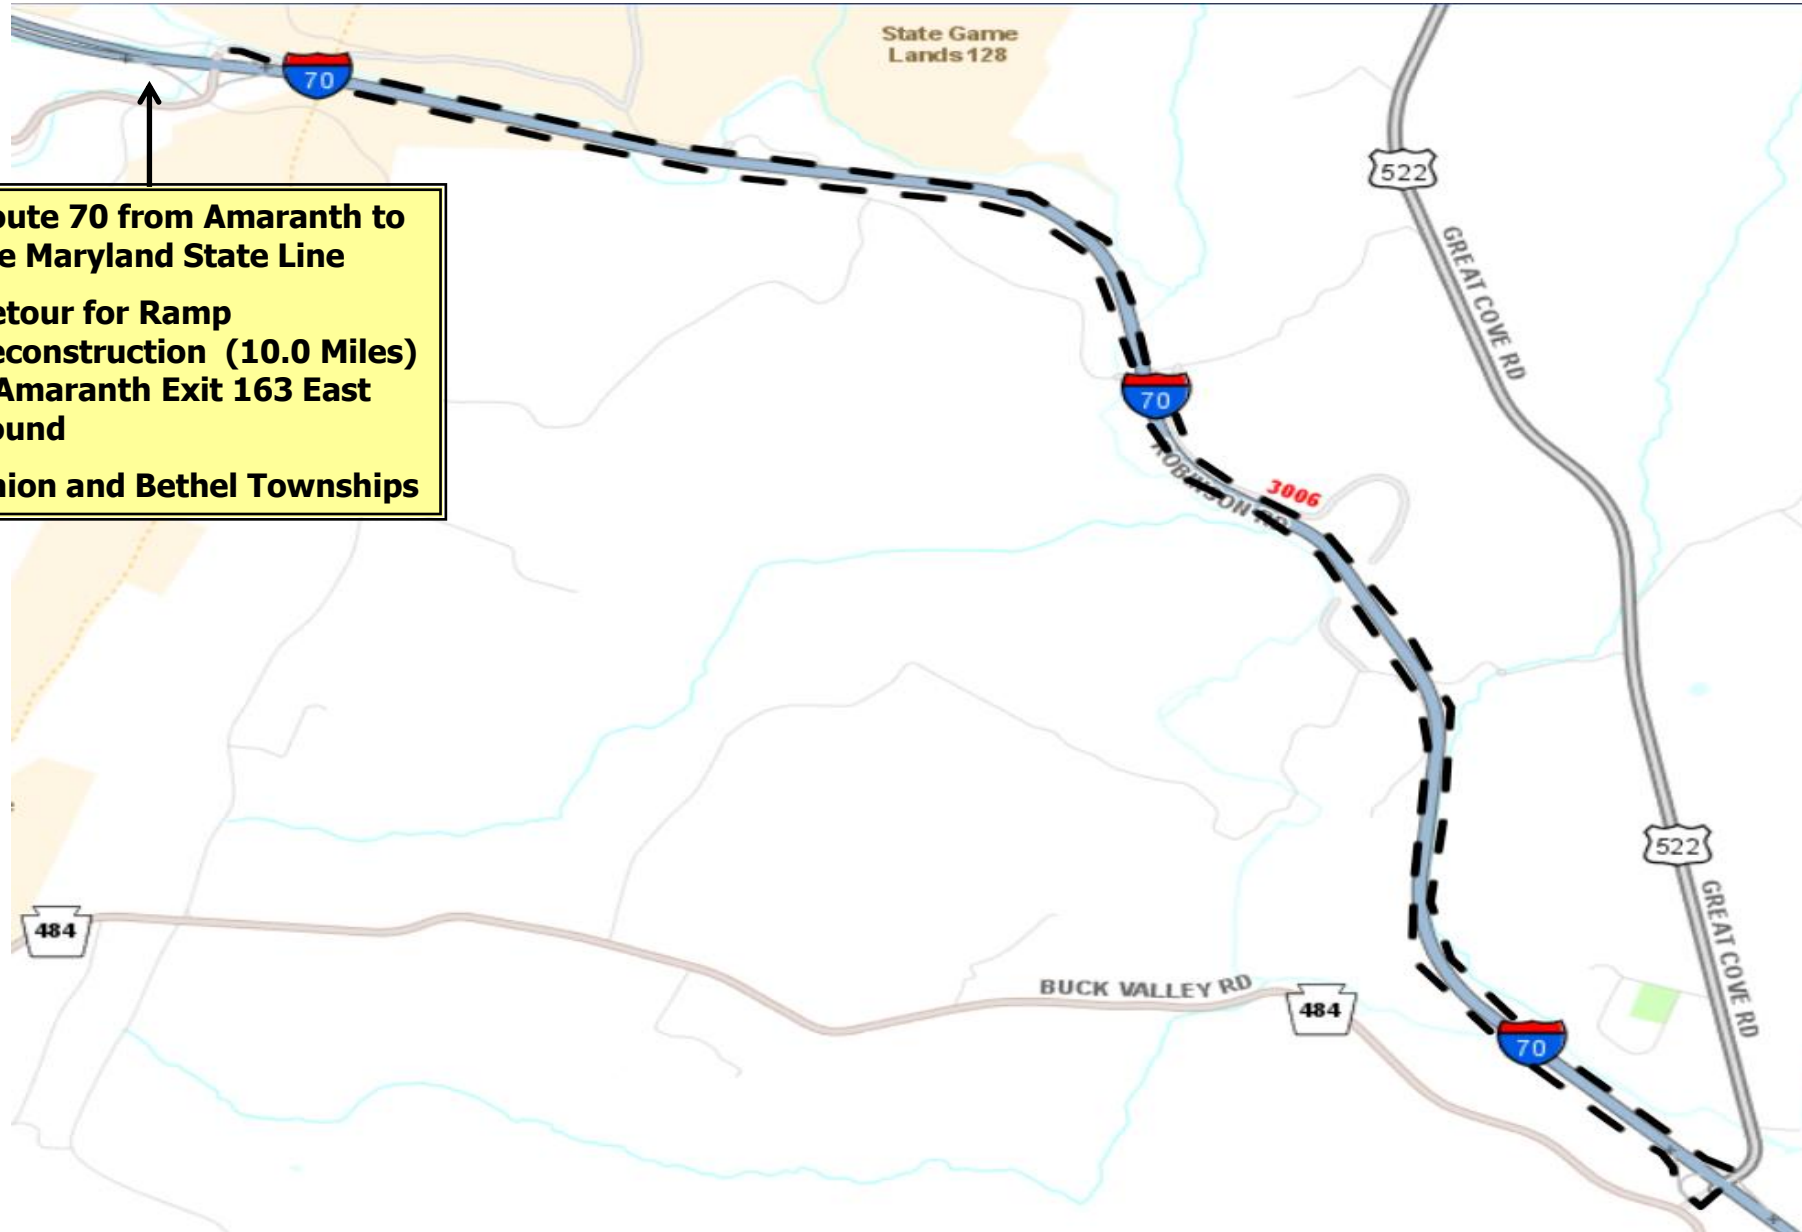 State Game
Lands 128
70
522
GREAT COVE RD
oute 70 from Amaranth to
e Maryland State Line
etour for Ramp
econstruction (10.0 Miles)
Amaranth Exit 163 East
ound
nion and Bethel Townships
70
ROBINSON RD
3006
522
GREAT COVE RD
484
BUCK VALLEY RD
484
70